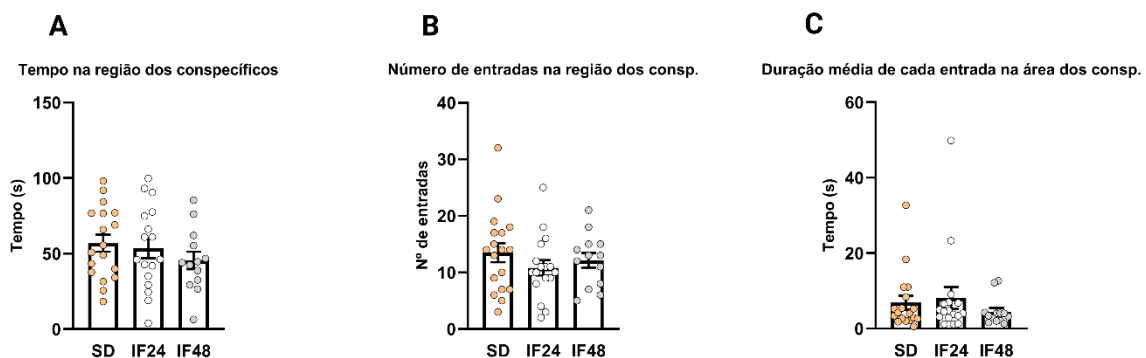 A
Tempo na região dos conspecíficos
Tempo (s)
150
100
50
0
SD IF24 IF48
B
Número de entradas na região dos consp.
Nº de entradas
40
30
20
10
0
SD IF24 IF48
C
Duração média de cada entrada na área dos consp.
Tempo (s)
60
40
20
0
SD IF24 IF48